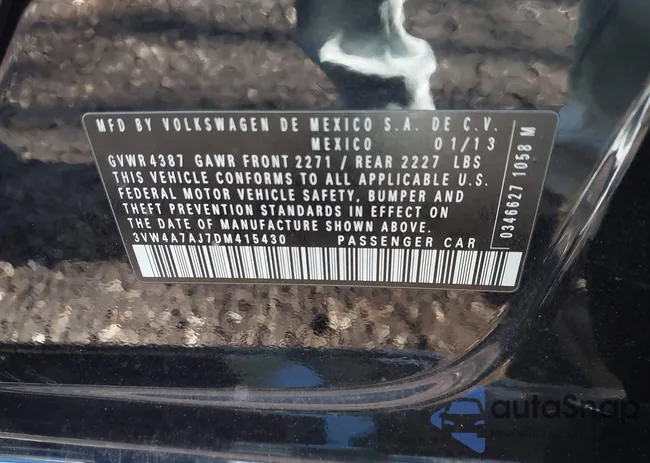 MFD BY VOLKSWAGEN DE MEXICO S.A. DE C.V.
MEXICO 01/13
GVWR 4387 GAWR FRONT 2271 / REAR 2227 LBS
THIS VEHICLE CONFORMS TO ALL APPLICABLE U.S.
FEDERAL MOTOR VEHICLE SAFETY, BUMPER AND
THEFT PREVENTION STANDARDS IN EFFECT ON
THE DATE OF MANUFACTURE SHOWN ABOVE.
3VW4A7AJ7DM415430 PASSENGER CAR
0346627 1058 M
autoSnap